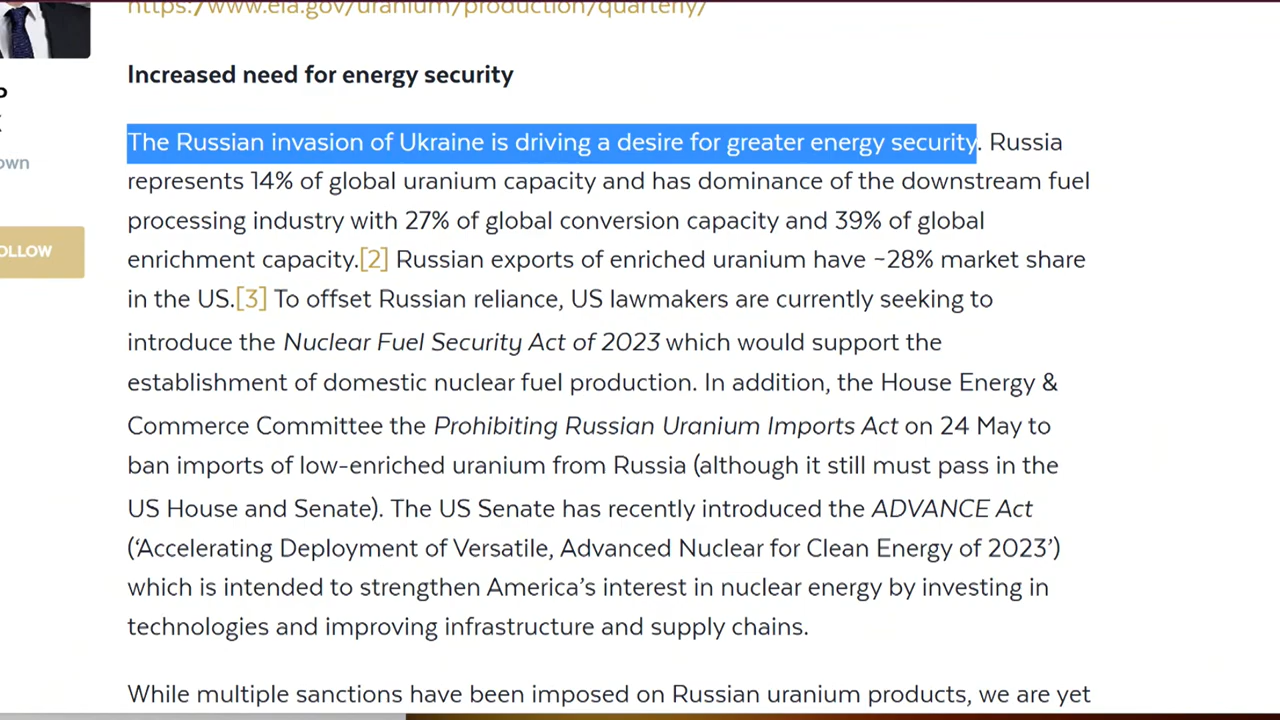 https://www.eia.gov/uranium/production/quarterly/
Increased need for energy security
The Russian invasion of Ukraine is driving a desire for greater energy security. Russia
represents 14% of global uranium capacity and has dominance of the downstream fuel
processing industry with 27% of global conversion capacity and 39% of global
enrichment capacity.[2] Russian exports of enriched uranium have ~28% market share
in the US.[3] To offset Russian reliance, US lawmakers are currently seeking to
introduce the Nuclear Fuel Security Act of 2023 which would support the
establishment of domestic nuclear fuel production. In addition, the House Energy &
Commerce Committee the Prohibiting Russian Uranium Imports Act on 24 May to
ban imports of low-enriched uranium from Russia (although it still must pass in the
US House and Senate). The US Senate has recently introduced the ADVANCE Act
(‘Accelerating Deployment of Versatile, Advanced Nuclear for Clean Energy of 2023’)
which is intended to strengthen America’s interest in nuclear energy by investing in
technologies and improving infrastructure and supply chains.
While multiple sanctions have been imposed on Russian uranium products, we are yet
own
OLLOW